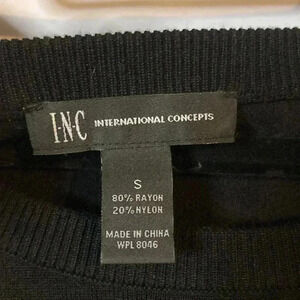 I·N·C INTERNATIONAL CONCEPTS
S
80% RAYON
20% NYLON
MADE IN CHINA
WPL 8046